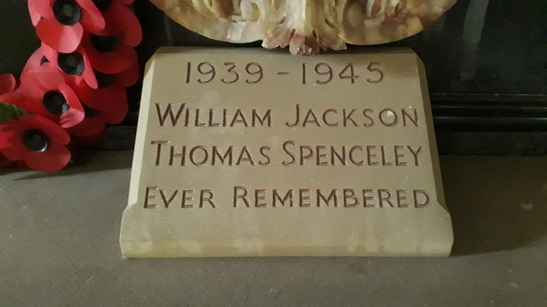 1939 - 1945
WILLIAM JACKSON
THOMAS SPENCELEY
EVER REMEMBERED